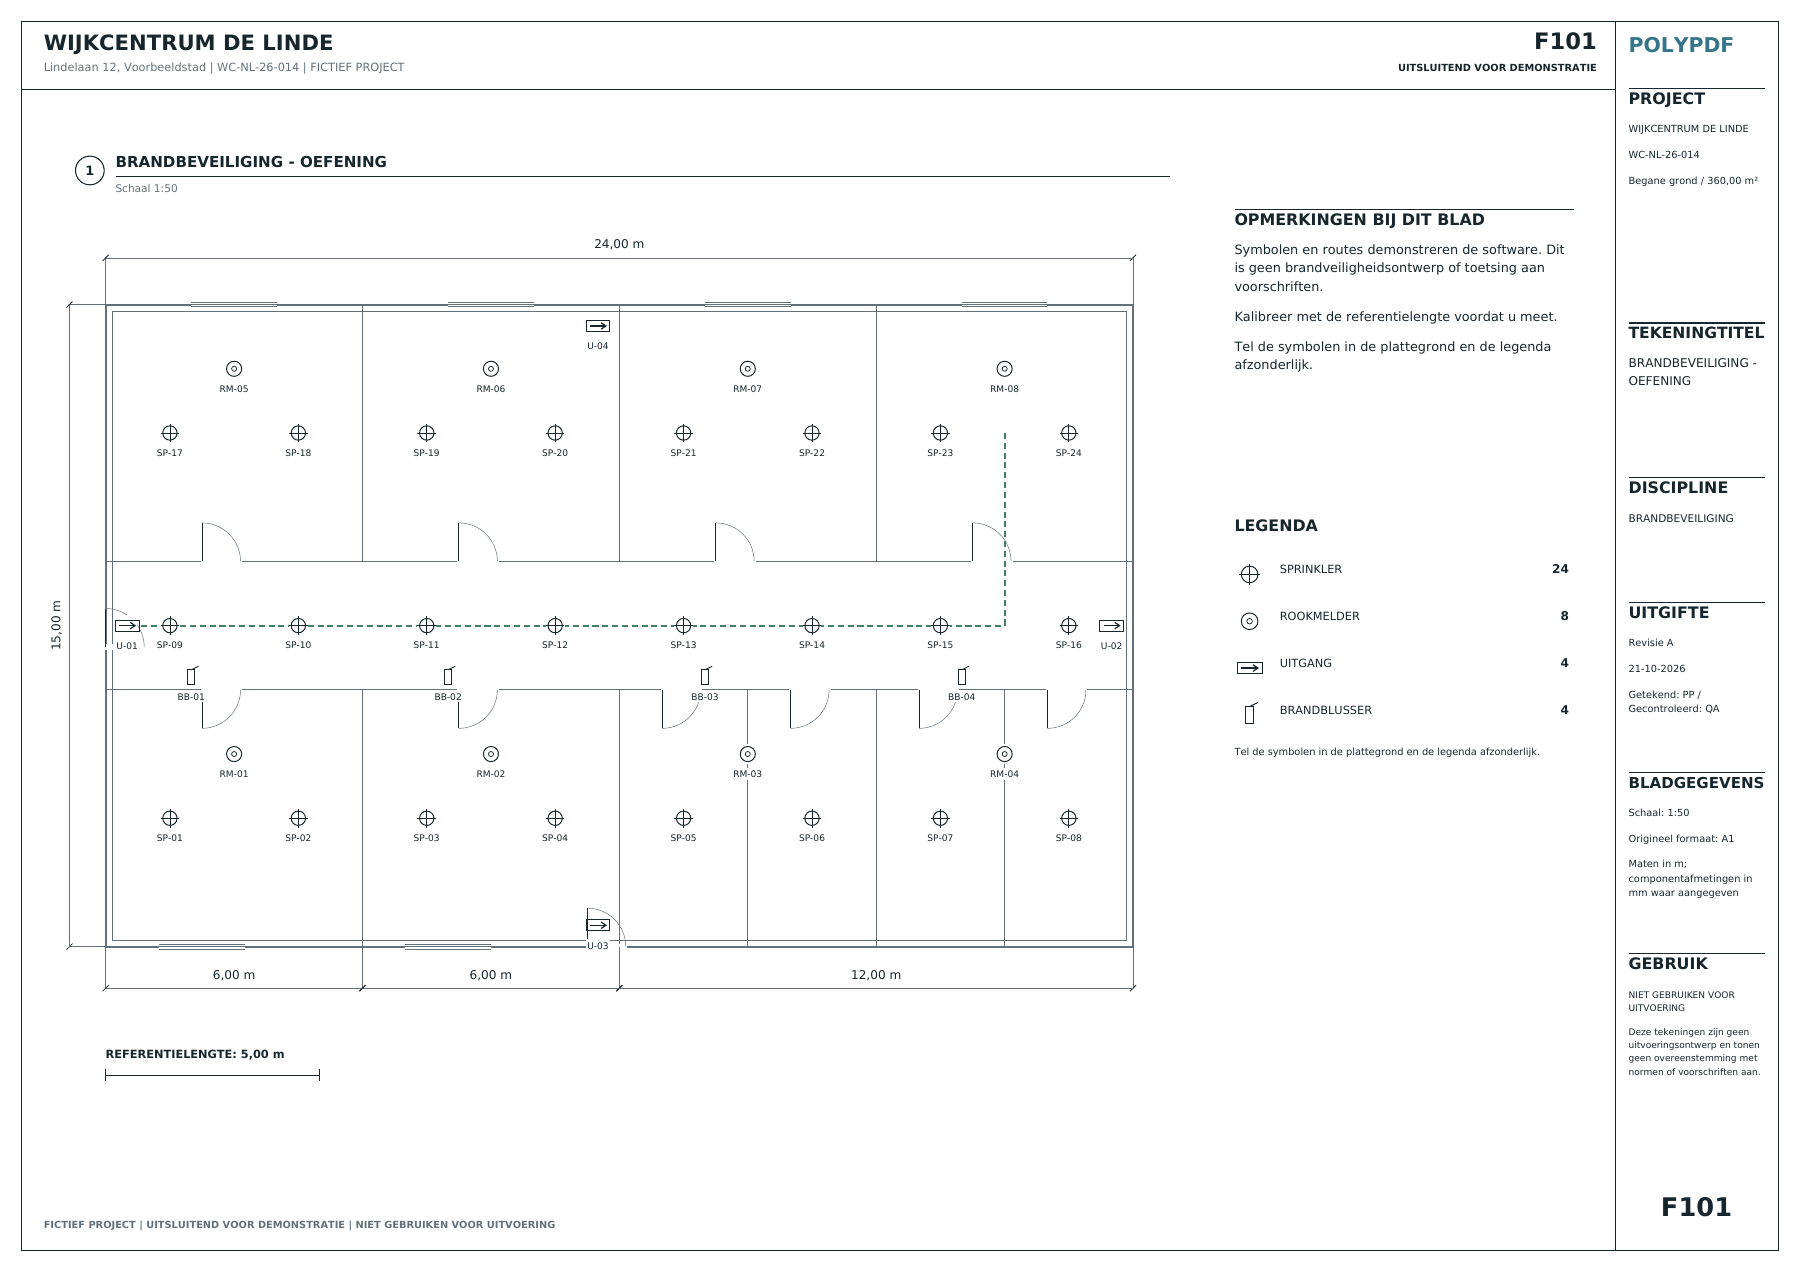 WIJKCENTRUM DE LINDE
Lindelaan 12, Voorbeeldstad | WC-NL-26-014 | FICTIEF PROJECT
F101
UITSLUITEND VOOR DEMONSTRATIE
1
BRANDBEVEILIGING - OEFENING
Schaal 1:50
24,00 m
15,00 m
U-04
RM-05
RM-06
RM-07
RM-08
SP-17
SP-18
SP-19
SP-20
SP-21
SP-22
SP-23
SP-24
U-01
SP-09
SP-10
SP-11
SP-12
SP-13
SP-14
SP-15
SP-16
U-02
BB-01
BB-02
BB-03
BB-04
RM-01
RM-02
RM-03
RM-04
SP-01
SP-02
SP-03
SP-04
SP-05
SP-06
SP-07
SP-08
U-03
6,00 m
6,00 m
12,00 m
REFERENTIELENGTE: 5,00 m
OPMERKINGEN BIJ DIT BLAD
Symbolen en routes demonstreren de software. Dit
is geen brandveiligheidsontwerp of toetsing aan
voorschriften.
Kalibreer met de referentielengte voordat u meet.
Tel de symbolen in de plattegrond en de legenda
afzonderlijk.
LEGENDA
SPRINKLER 24
ROOKMELDER 8
UITGANG 4
BRANDBLUSSER 4
Tel de symbolen in de plattegrond en de legenda afzonderlijk.
POLYPDF
PROJECT
WIJKCENTRUM DE LINDE
WC-NL-26-014
Begane grond / 360,00 m²
TEKENINGTITEL
BRANDBEVEILIGING -
OEFENING
DISCIPLINE
BRANDBEVEILIGING
UITGIFTE
Revisie A
21-10-2026
Getekend: PP /
Gecontroleerd: QA
BLADGEGEVENS
Schaal: 1:50
Origineel formaat: A1
Maten in m;
componentafmetingen in
mm waar aangegeven
GEBRUIK
NIET GEBRUIKEN VOOR
UITVOERING
Deze tekeningen zijn geen
uitvoeringsontwerp en tonen
geen overeenstemming met
normen of voorschriften aan.
F101
FICTIEF PROJECT | UITSLUITEND VOOR DEMONSTRATIE | NIET GEBRUIKEN VOOR UITVOERING